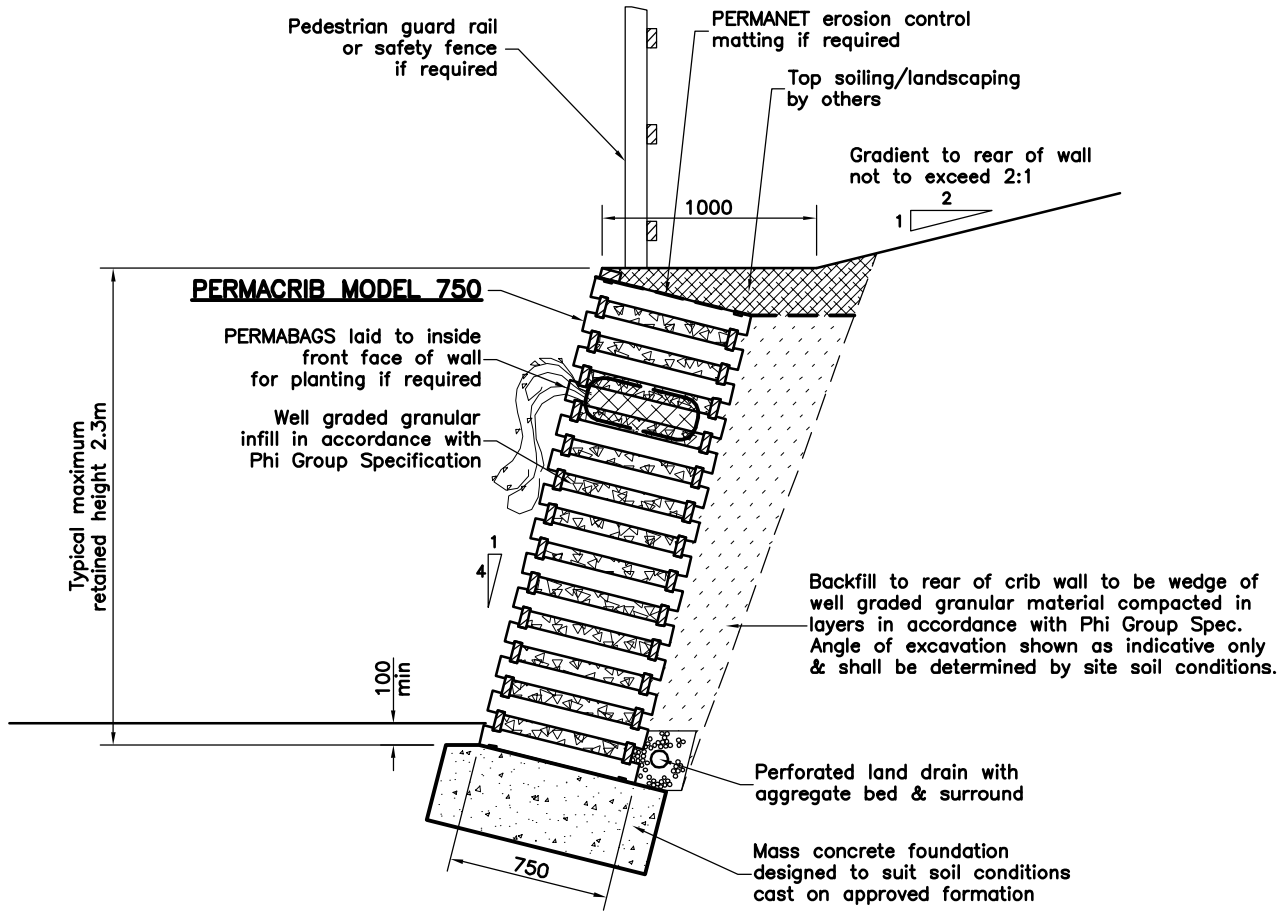 Pedestrian guard rail
or safety fence
if required
PERMANET erosion control
matting if required
Top soiling/landscaping
by others
Gradient to rear of wall
not to exceed 2:1
2
1
1000
PERMACRIB MODEL 750
PERMABAGS laid to inside
front face of wall
for planting if required
Well graded granular
infill in accordance with
Phi Group Specification
Typical maximum
retained height 2.3m
1
4
Backfill to rear of crib wall to be wedge of
well graded granular material compacted in
layers in accordance with Phi Group Spec.
Angle of excavation shown as indicative only
& shall be determined by site soil conditions.
100
min
Perforated land drain with
aggregate bed & surround
Mass concrete foundation
designed to suit soil conditions
cast on approved formation
750